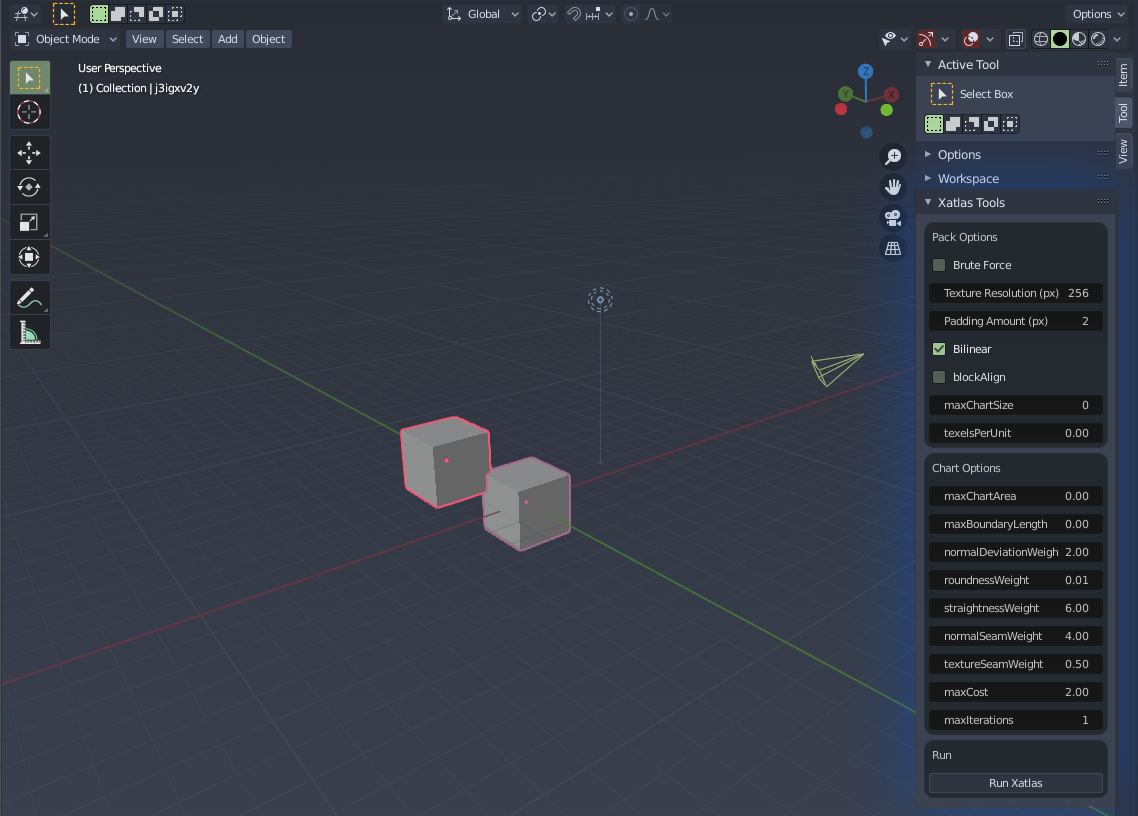 Global
Options
Object Mode
View
Select
Add
Object
User Perspective
(1) Collection | j3igxv2y
Z
Y
X
Active Tool
Select Box
Options
Workspace
Xatlas Tools
Pack Options
Brute Force
Texture Resolution (px) 256
Padding Amount (px) 2
Bilinear
blockAlign
maxChartSize 0
texelsPerUnit 0.00
Chart Options
maxChartArea 0.00
maxBoundaryLength 0.00
normalDeviationWeigh 2.00
roundnessWeight 0.01
straightnessWeight 6.00
normalSeamWeight 4.00
textureSeamWeight 0.50
maxCost 2.00
maxIterations 1
Run
Run Xatlas
Item
Tool
View